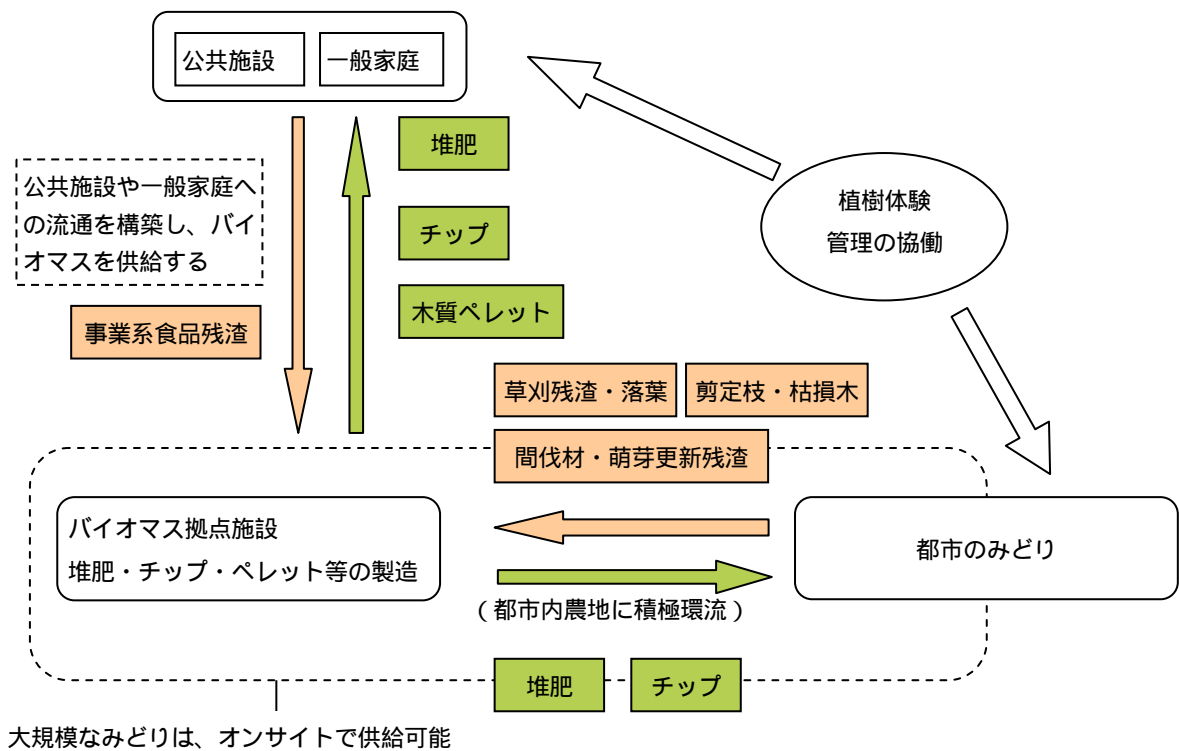 公共施設
一般家庭
堆肥
公共施設や一般家庭へ
の流通を構築し、バイ
オマスを供給する
植樹体験
管理の協働
チップ
事業系食品残渣
木質ペレット
草刈残渣・落葉
剪定枝・枯損木
間伐材・萌芽更新残渣
バイオマス拠点施設
堆肥・チップ・ペレット等の製造
都市のみどり
(都市内農地に積極環流)
堆肥
チップ
大規模なみどりは、オンサイトで供給可能